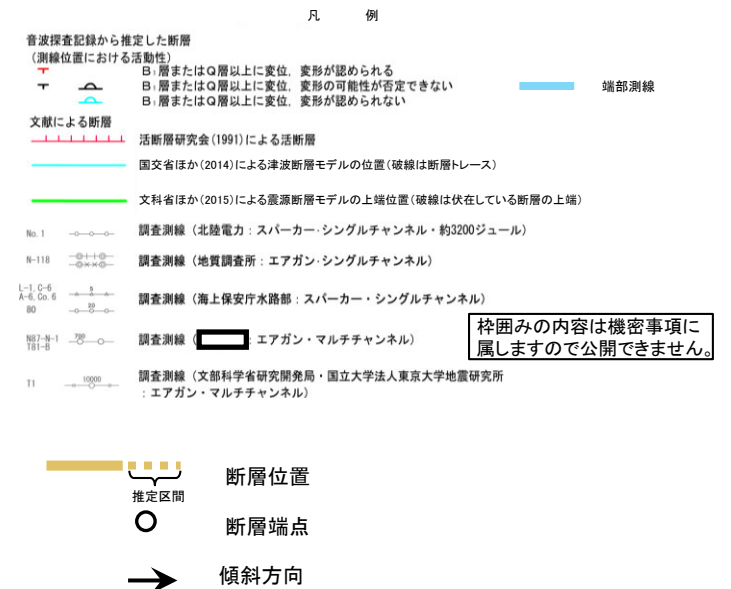 凡 例
音波探査記録から推定した断層
(測線位置における活動性)
B₁層またはQ層以上に変位，変形が認められる
B₁層またはQ層以上に変位，変形の可能性が否定できない
B₁層またはQ層以上に変位，変形が認められない
端部測線
文献による断層
活断層研究会(1991)による活断層
国交省ほか(2014)による津波断層モデルの位置(破線は断層トレース)
文科省ほか(2015)による震源断層モデルの上端位置(破線は伏在している断層の上端)
No. 1 調査測線（北陸電力：スパーカー・シングルチャンネル・約3200ジュール）
N-118 調査測線（地質調査所：エアガン・シングルチャンネル）
L-1, C-6
A-6, Co. 6 5 調査測線（海上保安庁水路部：スパーカー・シングルチャンネル）
80 80
N87-N-1 700 調査測線（ ：エアガン・マルチチャンネル）
T81-B
枠囲みの内容は機密事項に
属しますので公開できません。
T1 10000 調査測線（文部科学省研究開発局・国立大学法人東京大学地震研究所
：エアガン・マルチチャンネル）
断層位置
推定区間
断層端点
傾斜方向